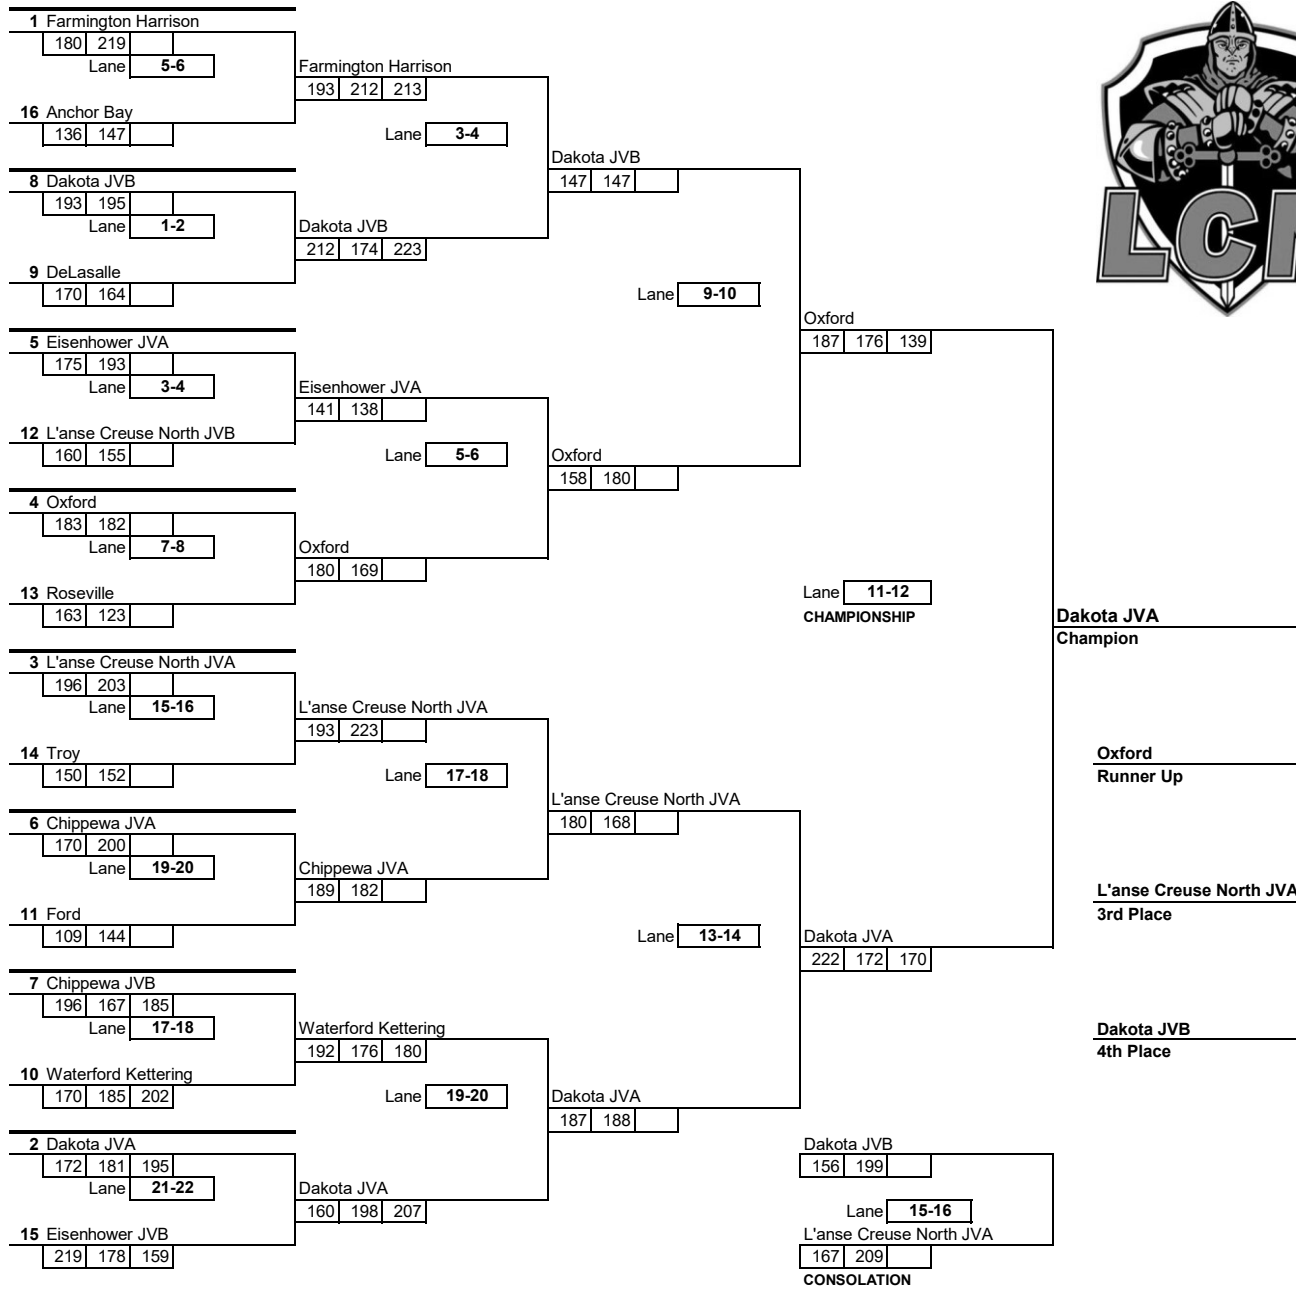 1 Farmington Harrison
180 219
Lane 5-6
Farmington Harrison
193 212 213
16 Anchor Bay
136 147
Lane 3-4
Dakota JVB
147 147
8 Dakota JVB
193 195
Lane 1-2
Dakota JVB
212 174 223
9 DeLasalle
170 164
Lane 9-10
Oxford
187 176 139
5 Eisenhower JVA
175 193
Lane 3-4
Eisenhower JVA
141 138
12 L'anse Creuse North JVB
160 155
Lane 5-6
Oxford
158 180
4 Oxford
183 182
Lane 7-8
Oxford
180 169
13 Roseville
163 123
Lane 11-12
CHAMPIONSHIP
Dakota JVA
Champion
3 L'anse Creuse North JVA
196 203
Lane 15-16
L'anse Creuse North JVA
193 223
14 Troy
150 152
Lane 17-18
Oxford
Runner Up
L'anse Creuse North JVA
180 168
6 Chippewa JVA
170 200
Lane 19-20
Chippewa JVA
189 182
11 Ford
109 144
L'anse Creuse North JVA
3rd Place
Lane 13-14
Dakota JVA
222 172 170
7 Chippewa JVB
196 167 185
Lane 17-18
Waterford Kettering
192 176 180
10 Waterford Kettering
170 185 202
Dakota JVB
4th Place
Lane 19-20
Dakota JVA
187 188
2 Dakota JVA
172 181 195
Lane 21-22
Dakota JVA
160 198 207
15 Eisenhower JVB
219 178 159
Dakota JVB
156 199
Lane 15-16
L'anse Creuse North JVA
167 209
CONSOLATION
LC